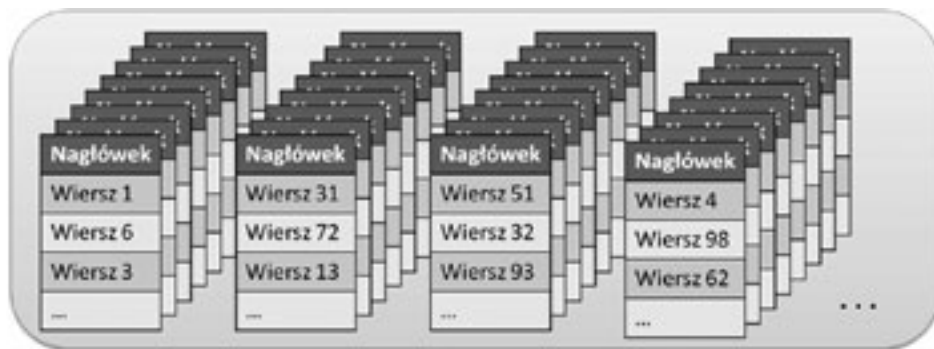 Nagłówek
Wiersz 1
Wiersz 6
Wiersz 3
...
Nagłówek
Wiersz 31
Wiersz 72
Wiersz 13
...
Nagłówek
Wiersz 51
Wiersz 32
Wiersz 93
...
Nagłówek
Wiersz 4
Wiersz 98
Wiersz 62
...
...